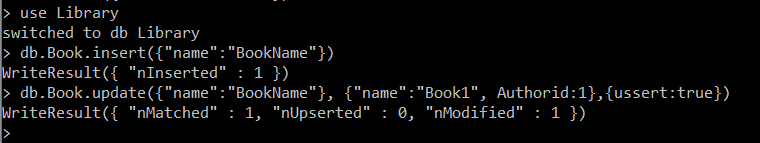 > use Library
switched to db Library
> db.Book.insert({"name":"BookName"})
WriteResult({ "nInserted" : 1 })
> db.Book.update({"name":"BookName"}, {"name":"Book1", Authorid:1},{ussert:true})
WriteResult({ "nMatched" : 1, "nUpserted" : 0, "nModified" : 1 })
>